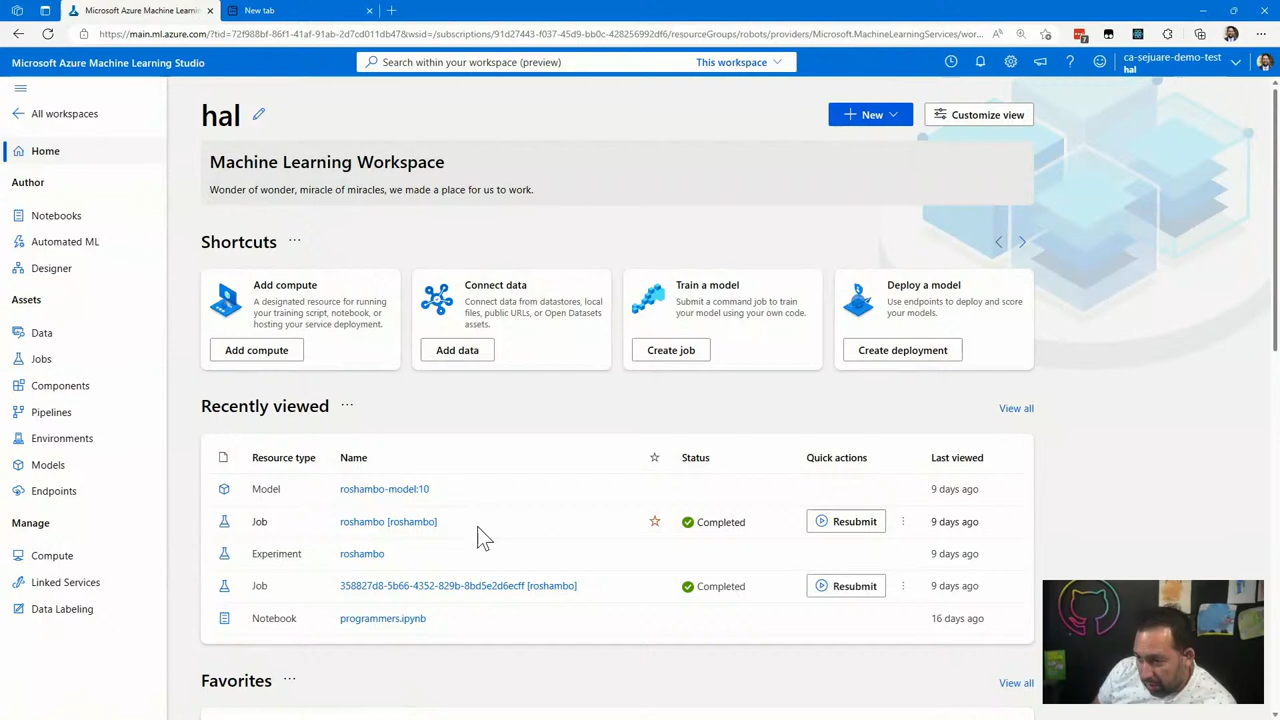 Microsoft Azure Machine Learnin
New tab
https://main.ml.azure.com/?tid=72f988bf-86f1-41af-91ab-2d7cd011db47&wsid=/subscriptions/91d27443-f037-45d9-bb0c-428256992df6/resourceGroups/robots/providers/Microsoft.MachineLearningServices/wor...
Microsoft Azure Machine Learning Studio
Search within your workspace (preview)
This workspace
ca-sejuare-demo-test
hal
All workspaces
Home
Author
Notebooks
Automated ML
Designer
Assets
Data
Jobs
Components
Pipelines
Environments
Models
Endpoints
Manage
Compute
Linked Services
Data Labeling
hal
New
Customize view
Machine Learning Workspace
Wonder of wonder, miracle of miracles, we made a place for us to work.
Shortcuts ...
Add compute
A designated resource for running
your training script, notebook, or
hosting your service deployment.
Add compute
Connect data
Connect data from datastores, local
files, public URLs, or Open Datasets
assets.
Add data
Train a model
Submit a command job to train
your model using your own code.
Create job
Deploy a model
Use endpoints to deploy and score
your models.
Create deployment
Recently viewed ...
View all
Resource type Name Status Quick actions Last viewed
Model roshambo-model:10 9 days ago
Job roshambo [roshambo] Completed Resubmit 9 days ago
Experiment roshambo 9 days ago
Job 358827d8-5b66-4352-829b-8bd5e2d6ecff [roshambo] Completed Resubmit 9 days ago
Notebook programmers.ipynb 16 days ago
Favorites ...
View all